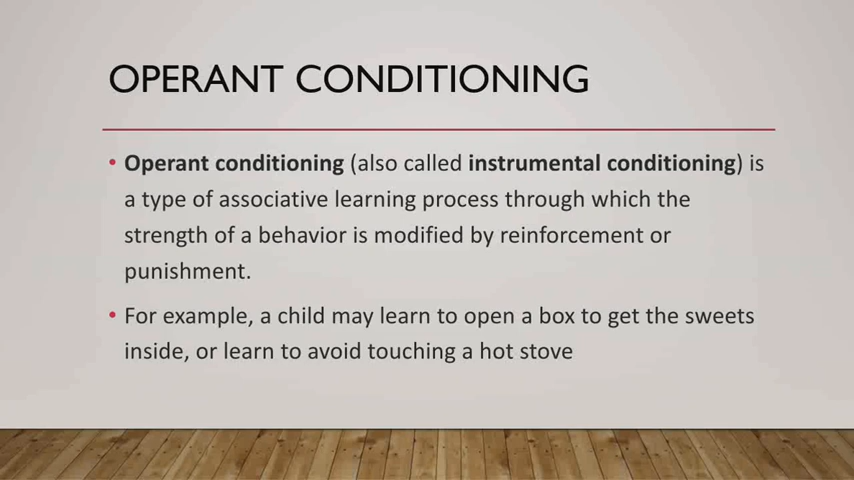 OPERANT CONDITIONING
• Operant conditioning (also called instrumental conditioning) is
a type of associative learning process through which the
strength of a behavior is modified by reinforcement or
punishment.
• For example, a child may learn to open a box to get the sweets
inside, or learn to avoid touching a hot stove